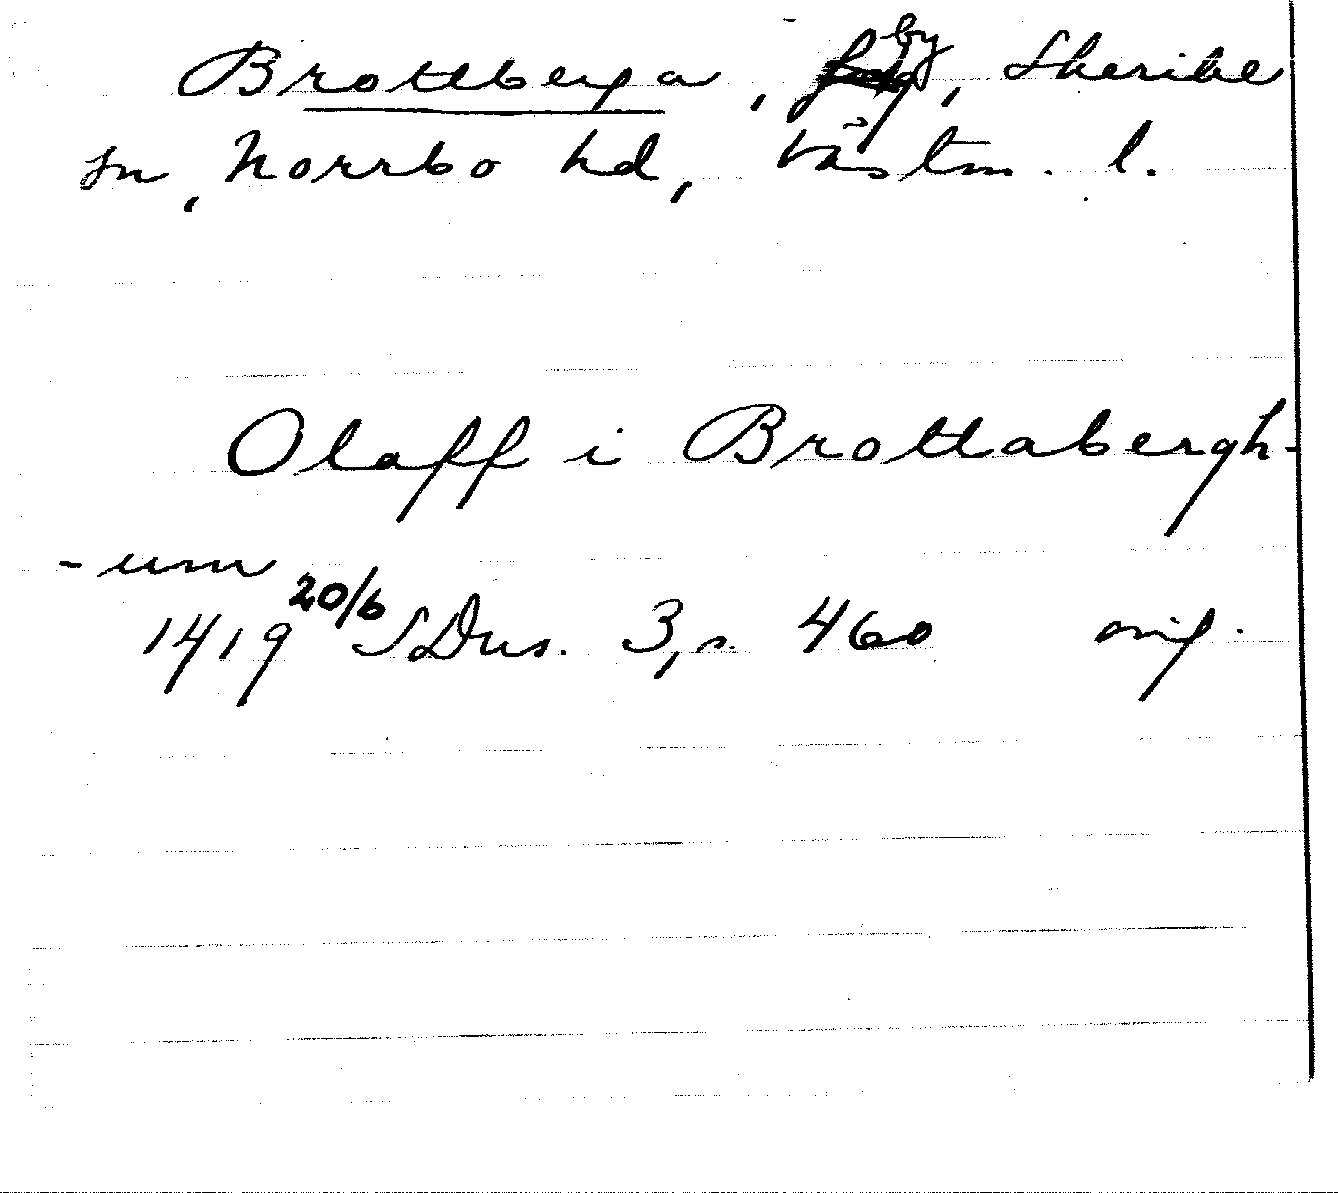 Brottberga, by, Skerike
sn, Norrbo hd, Västm. l.
Olaff i Brottabergh-
-um
1419 20/6 SDns. 3, s. 460 orig.